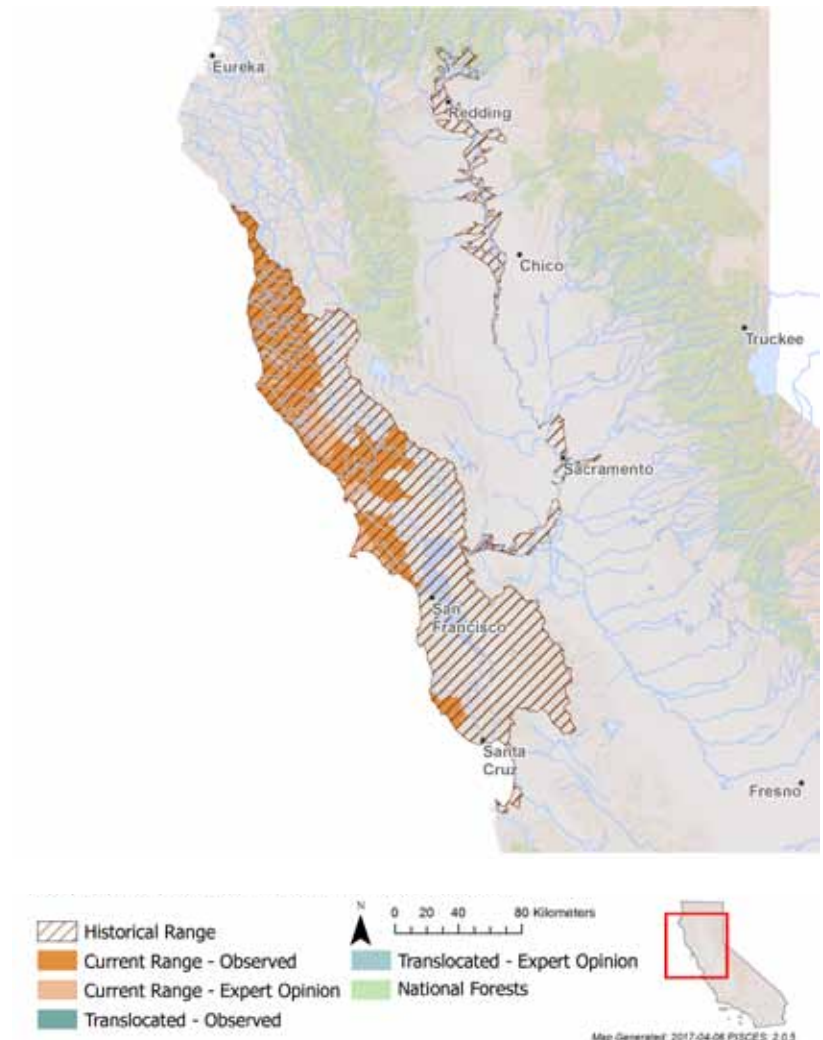 Eureka
Redding
Chico
Truckee
Sacramento
San
Francisco
Santa
Cruz
Fresno
N
0 20 40 80 Kilometers
Historical Range
Current Range - Observed
Translocated - Expert Opinion
Current Range - Expert Opinion
National Forests
Translocated - Observed
Map Generated: 2017-04-06 PISCES: 2.0.5